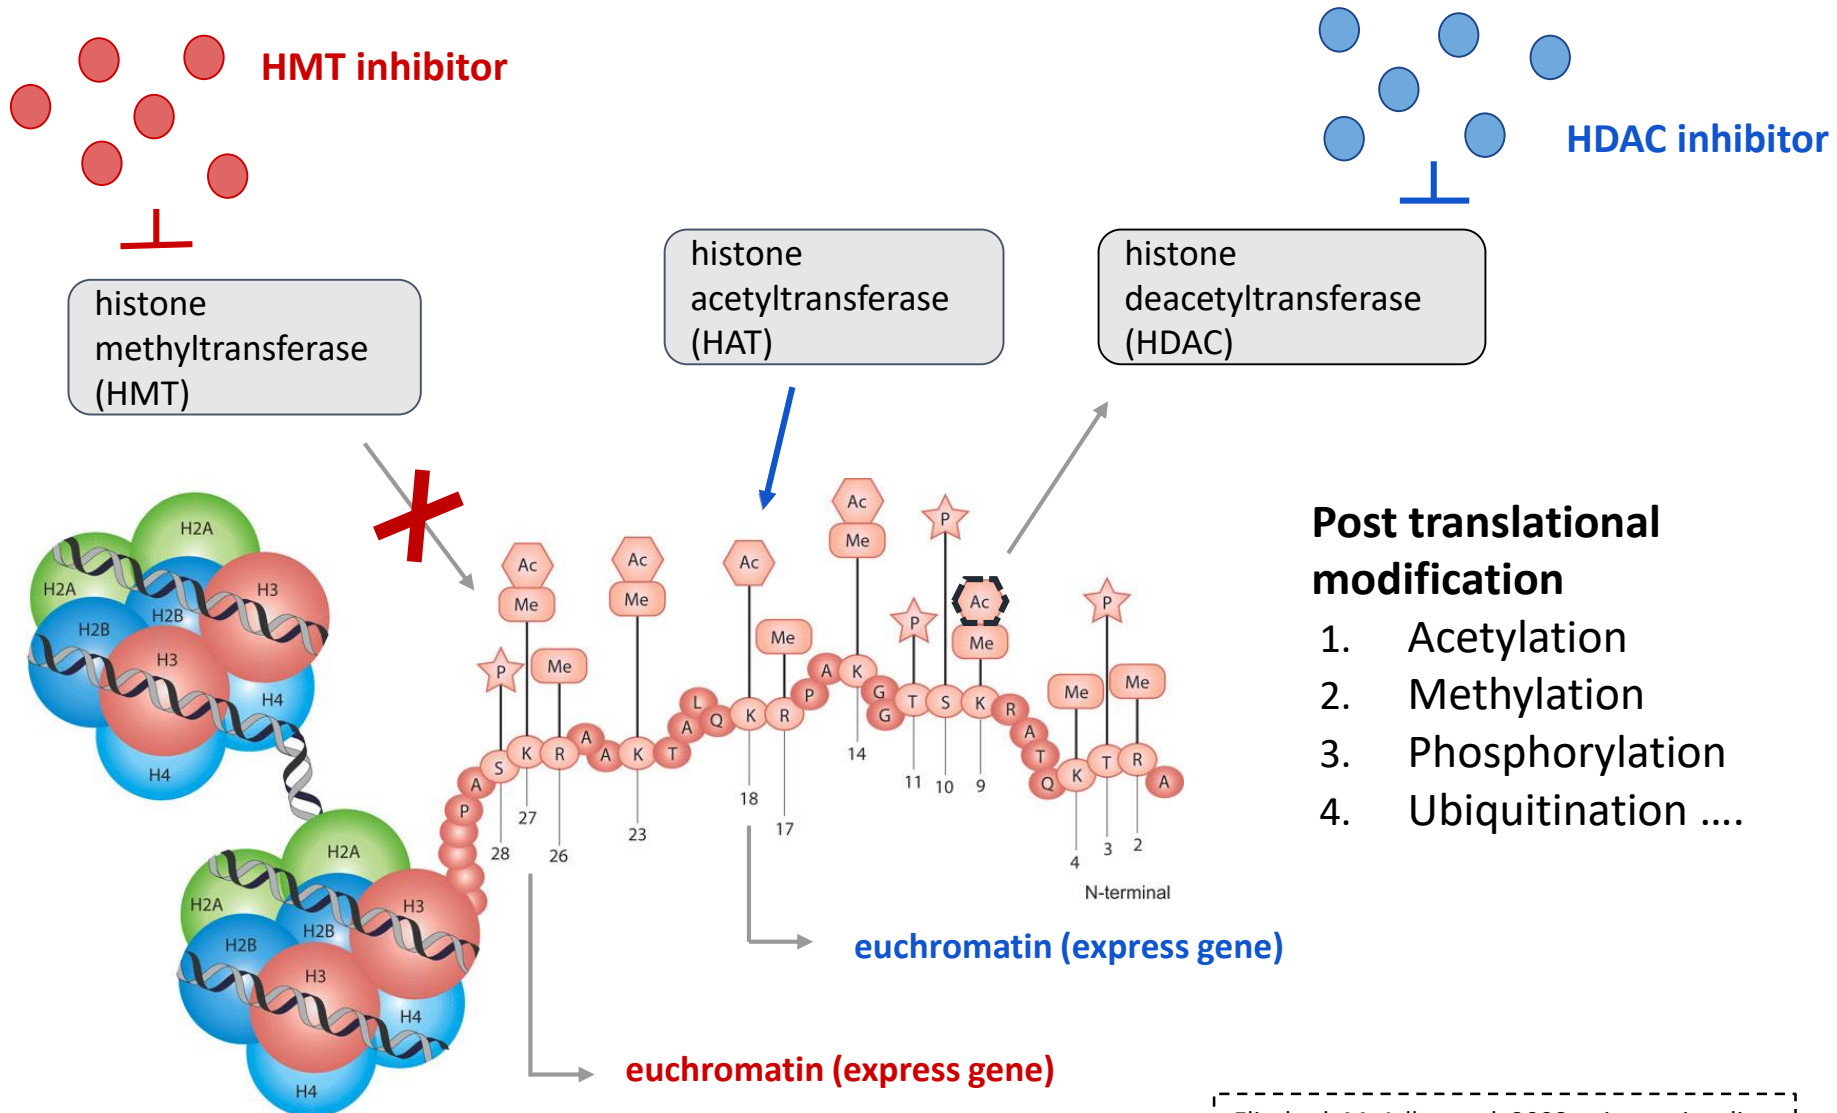 HMT inhibitor
HDAC inhibitor
histone
methyltransferase
(HMT)
histone
acetyltransferase
(HAT)
histone
deacetyltransferase
(HDAC)
Post translational
modification
1. Acetylation
2. Methylation
3. Phosphorylation
4. Ubiquitination ....
H2A
H2A
H3
H2B
H2B
H3
H4
H4
H2A
H2A
H3
H2B
H2B
H3
H4
H4
Ac
Me
P
Me
Ac
Me
Ac
Me
Ac
Me
P
P
Ac
Me
Me
P
Me
P A S K R A A K T A L Q K R P A K G G T S K R A T Q K T R A
28 27 26 23 18 17 14 11 10 9 4 3 2
N-terminal
euchromatin (express gene)
euchromatin (express gene)